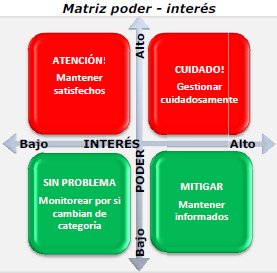 Matriz poder - interés
Alto
ATENCIÓN!
Mantener
satisfechos
CUIDADO!
Gestionar
cuidadosamente
Bajo
INTERÉS
Alto
PODER
SIN PROBLEMA
Monitorear por si
cambian de
categoría
MITIGAR
Mantener
informados
Bajo